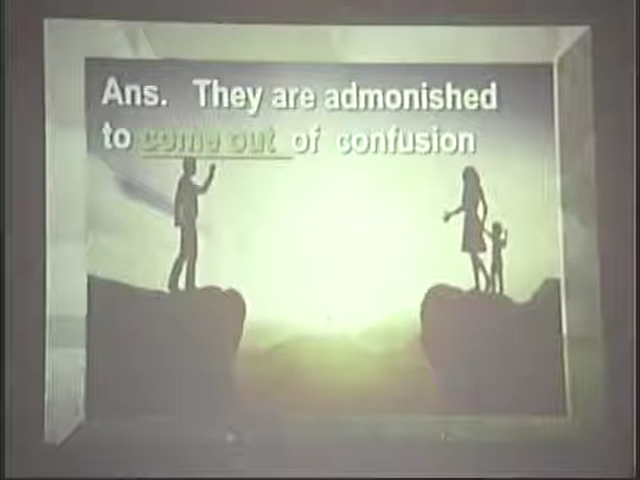 Ans. They are admonished
to come out of confusion